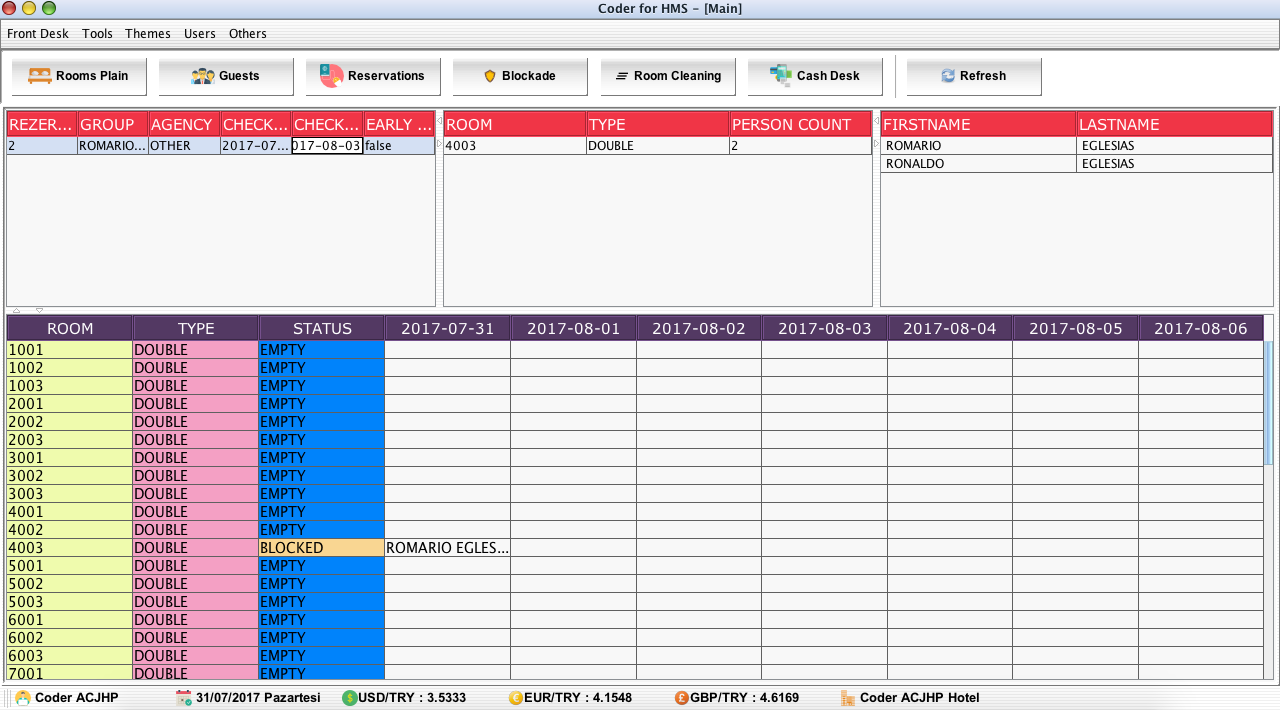 Coder for HMS - [Main]
Front Desk Tools Themes Users Others
Rooms Plain Guests Reservations Blockade Room Cleaning Cash Desk Refresh
REZER... GROUP AGENCY CHECK... CHECK... EARLY ... ROOM TYPE PERSON COUNT FIRSTNAME LASTNAME
2 ROMARIO... OTHER 2017-07... 017-08-03 false 4003 DOUBLE 2 ROMARIO EGLESIAS
RONALDO EGLESIAS
ROOM TYPE STATUS 2017-07-31 2017-08-01 2017-08-02 2017-08-03 2017-08-04 2017-08-05 2017-08-06
1001 DOUBLE EMPTY
1002 DOUBLE EMPTY
1003 DOUBLE EMPTY
2001 DOUBLE EMPTY
2002 DOUBLE EMPTY
2003 DOUBLE EMPTY
3001 DOUBLE EMPTY
3002 DOUBLE EMPTY
3003 DOUBLE EMPTY
4001 DOUBLE EMPTY
4002 DOUBLE EMPTY
4003 DOUBLE BLOCKED ROMARIO EGLES...
5001 DOUBLE EMPTY
5002 DOUBLE EMPTY
5003 DOUBLE EMPTY
6001 DOUBLE EMPTY
6002 DOUBLE EMPTY
6003 DOUBLE EMPTY
7001 DOUBLE EMPTY
Coder ACJHP 31/07/2017 Pazartesi USD/TRY : 3.5333 EUR/TRY : 4.1548 GBP/TRY : 4.6169 Coder ACJHP Hotel